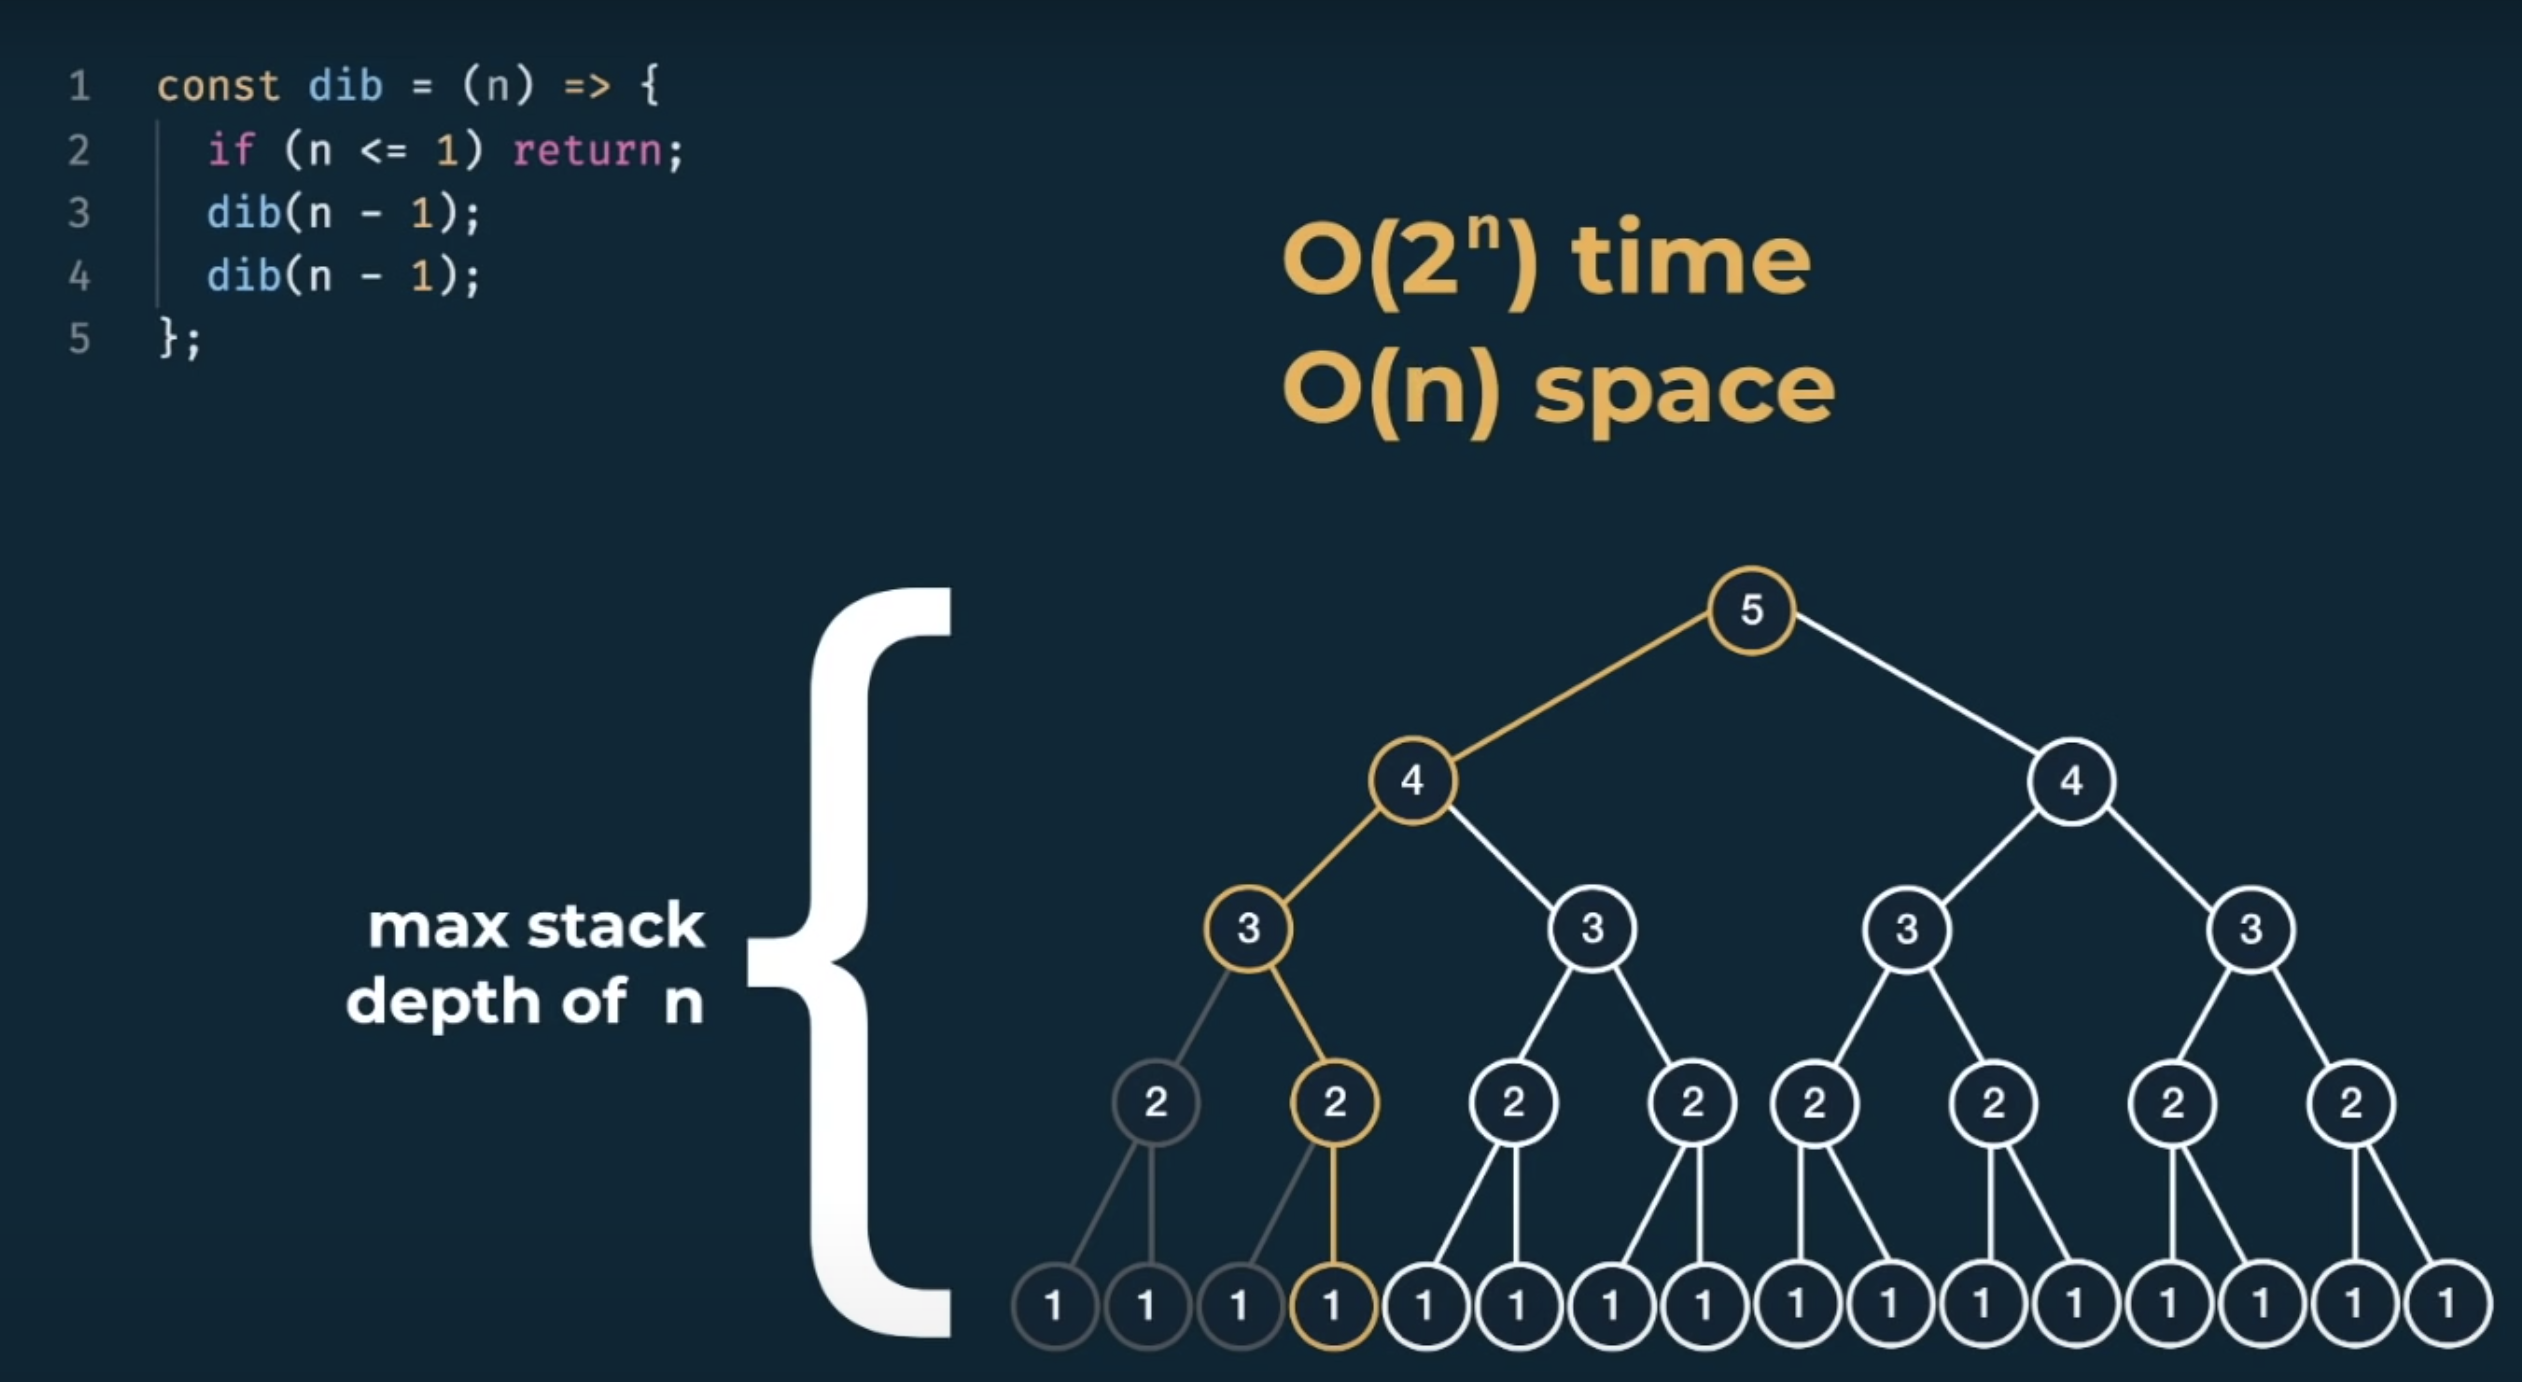 1 const dib = (n) => {
2 if (n <= 1) return;
3 dib(n - 1);
4 dib(n - 1);
5 };
O(2ⁿ) time
O(n) space
max stack
depth of n
5
4 4
3 3 3 3
2 2 2 2 2 2 2 2
1 1 1 1 1 1 1 1 1 1 1 1 1 1 1 1